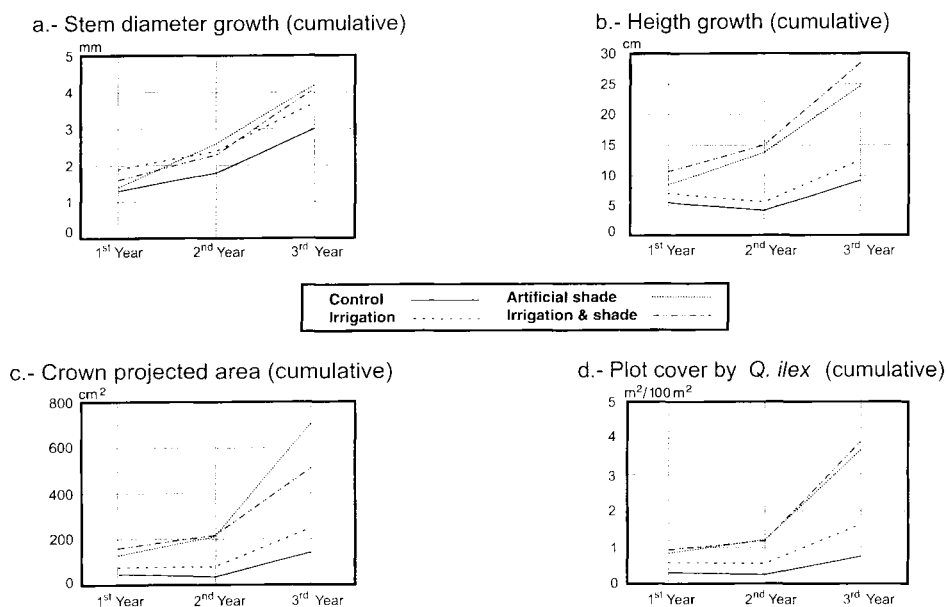 a.- Stem diameter growth (cumulative)
mm
5
4
3
2
1
0
1st Year 2nd Year 3rd Year
b.- Heigth growth (cumulative)
cm
30
25
20
15
10
5
0
1st Year 2nd Year 3rd Year
Control Artificial shade
Irrigation Irrigation & shade
c.- Crown projected area (cumulative)
cm2
800
600
400
200
0
1st Year 2nd Year 3rd Year
d.- Plot cover by Q. ilex (cumulative)
m2/100 m2
5
4
3
2
1
0
1st Year 2nd Year 3rd Year